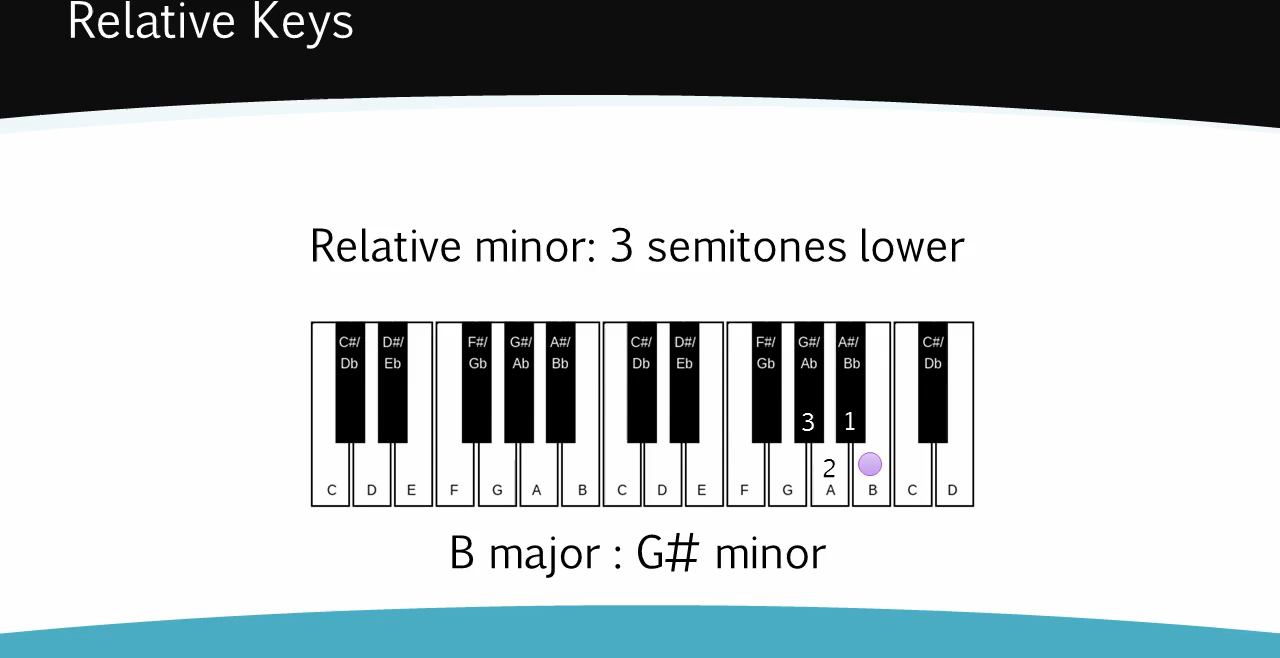 Relative Keys
Relative minor: 3 semitones lower
C#/ D#/ F#/ G#/ A#/ C#/ D#/ F#/ G#/ A#/ C#/
Db Eb Gb Ab Bb Db Eb Gb Ab Bb Db
3 1
2
C D E F G A B C D E F G A B C D
B major : G# minor